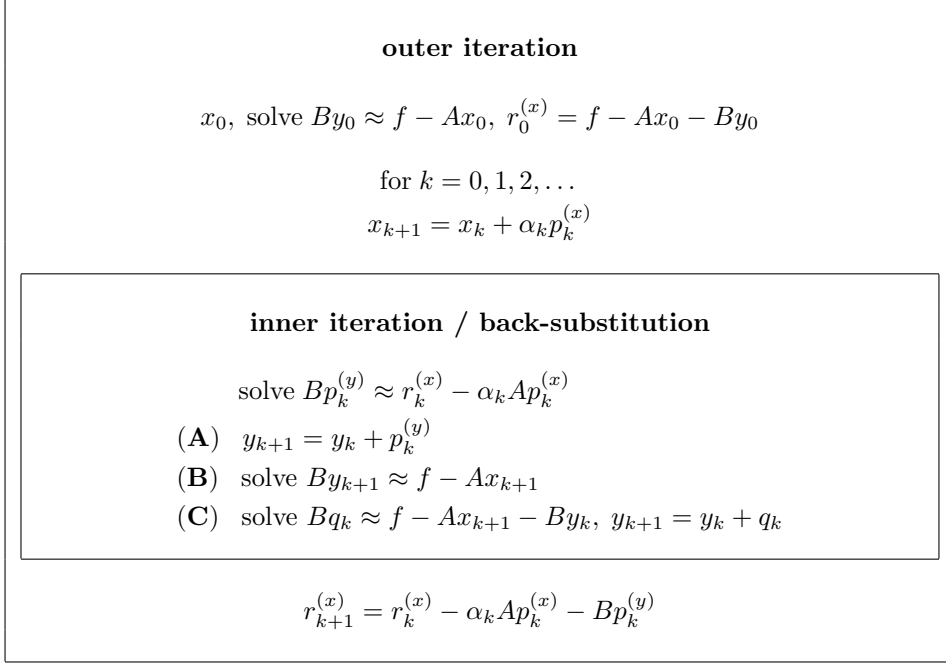 outer iteration
x_0, solve By_0 ≈ f − Ax_0, r_0^{(x)} = f − Ax_0 − By_0
for k = 0, 1, 2, . . .
x_{k+1} = x_k + α_k p_k^{(x)}
inner iteration / back-substitution
solve Bp_k^{(y)} ≈ r_k^{(x)} − α_k Ap_k^{(x)}
(A) y_{k+1} = y_k + p_k^{(y)}
(B) solve By_{k+1} ≈ f − Ax_{k+1}
(C) solve Bq_k ≈ f − Ax_{k+1} − By_k, y_{k+1} = y_k + q_k
r_{k+1}^{(x)} = r_k^{(x)} − α_k Ap_k^{(x)} − Bp_k^{(y)}